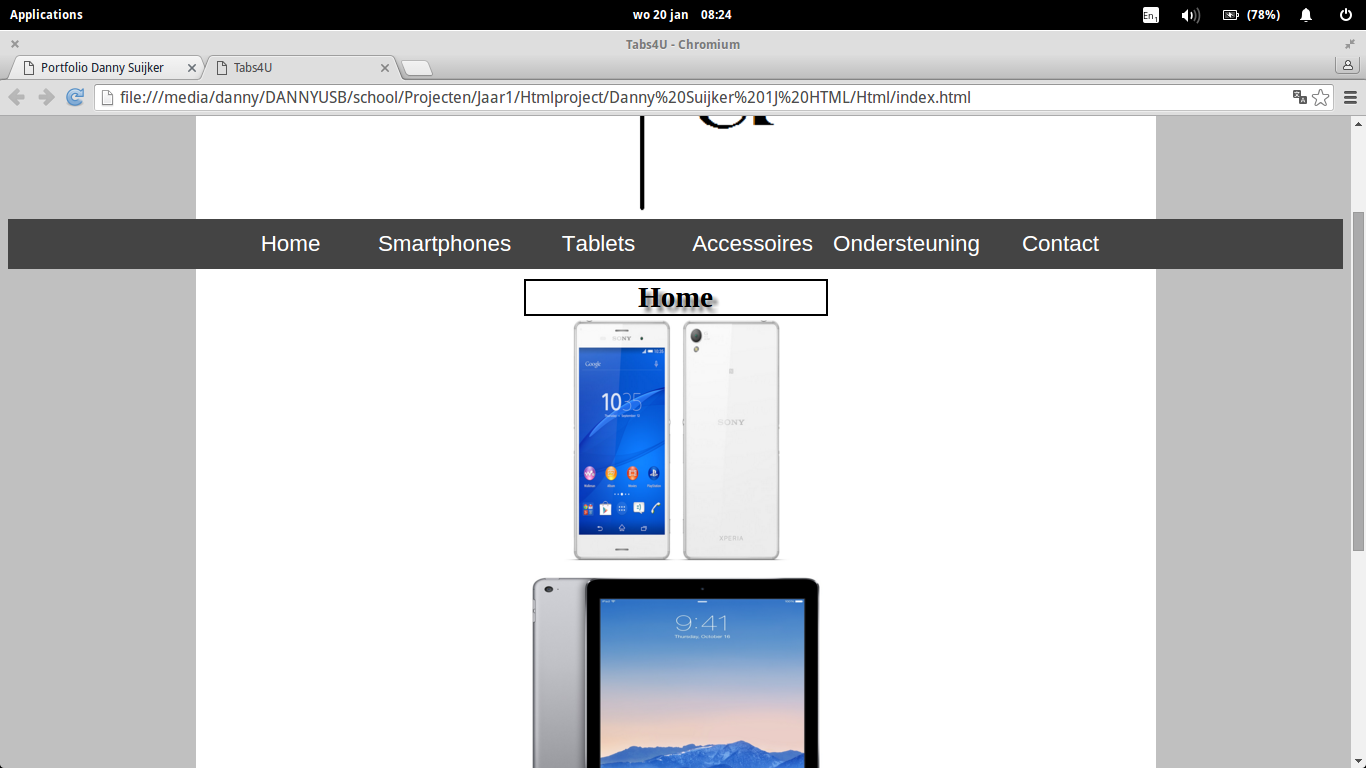 Applications wo 20 jan 08:24 En1 (78%)
Tabs4U - Chromium
Portfolio Danny Suijker Tabs4U
file:///media/danny/DANNYUSB/school/Projecten/Jaar1/Htmlproject/Danny%20Suijker%201J%20HTML/Html/index.html
Home Smartphones Tablets Accessoires Ondersteuning Contact
Home
SONY
Google
10:35
SONY
XPERIA
9:41
Thursday, October 16